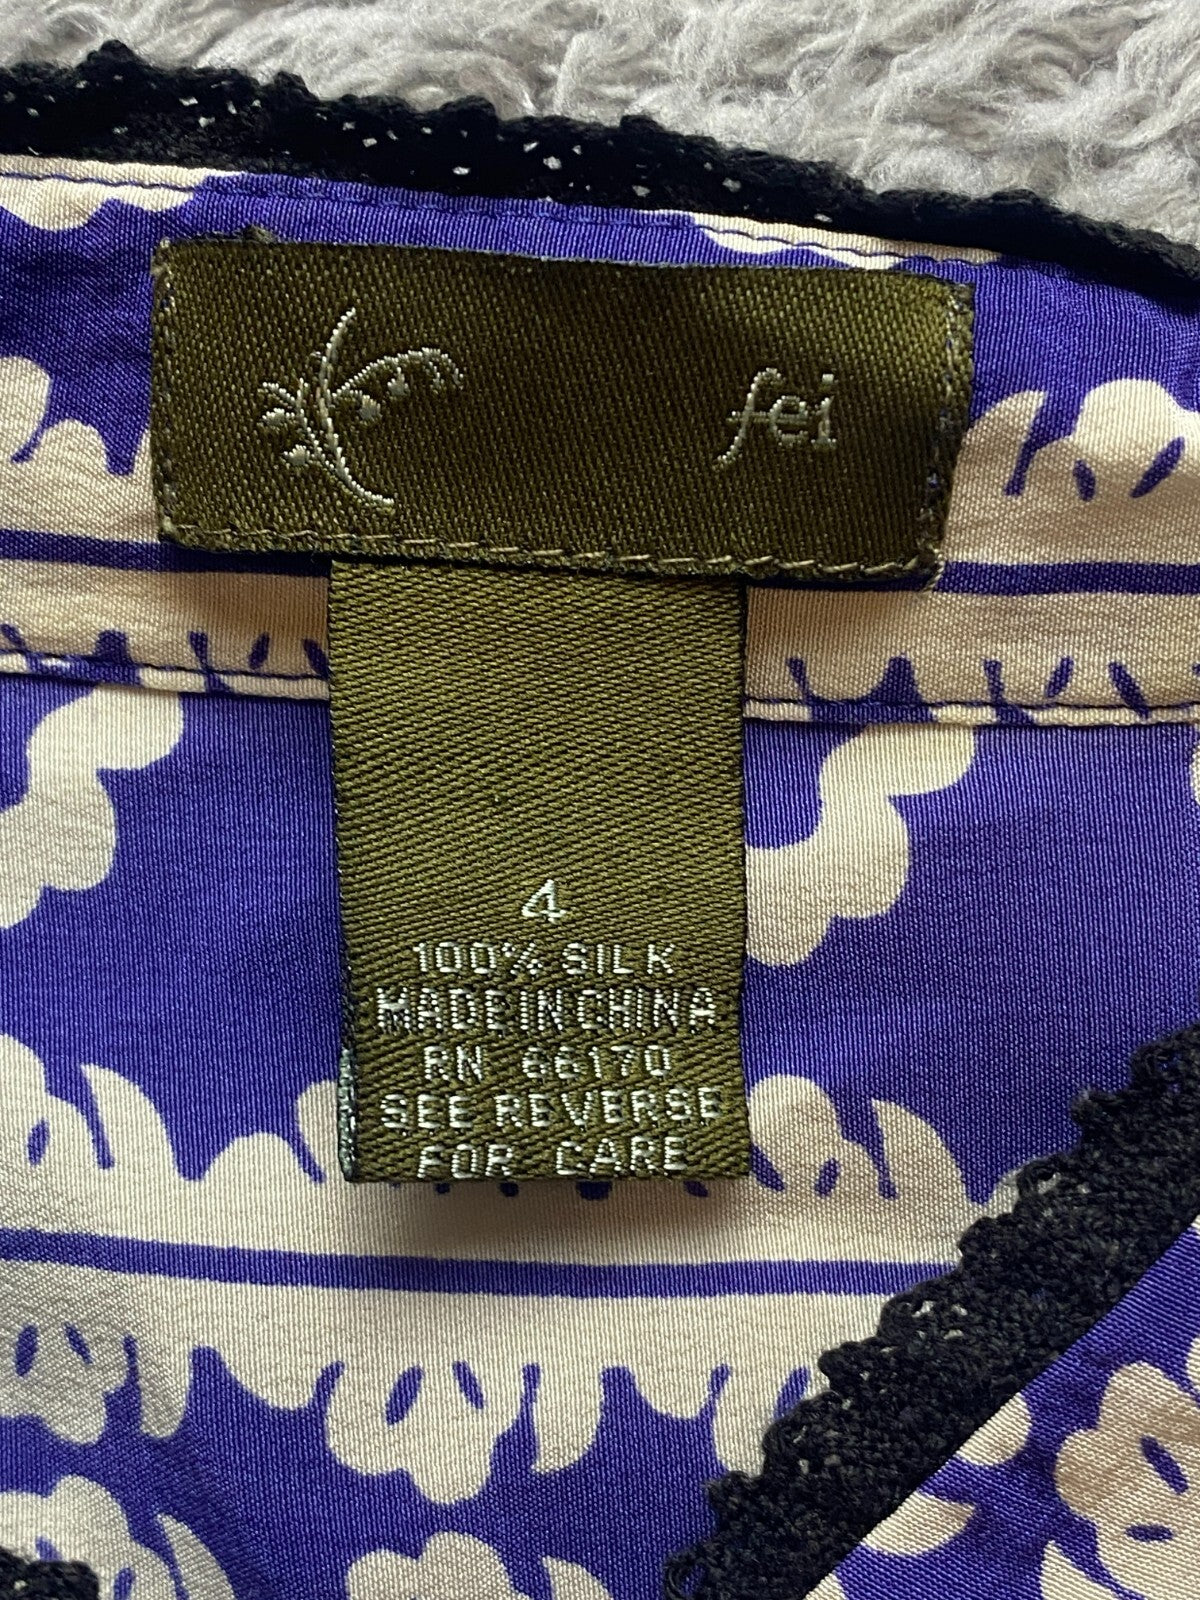 fei
4
100% SILK
MADE IN CHINA
RN 66170
SEE REVERSE
FOR CARE